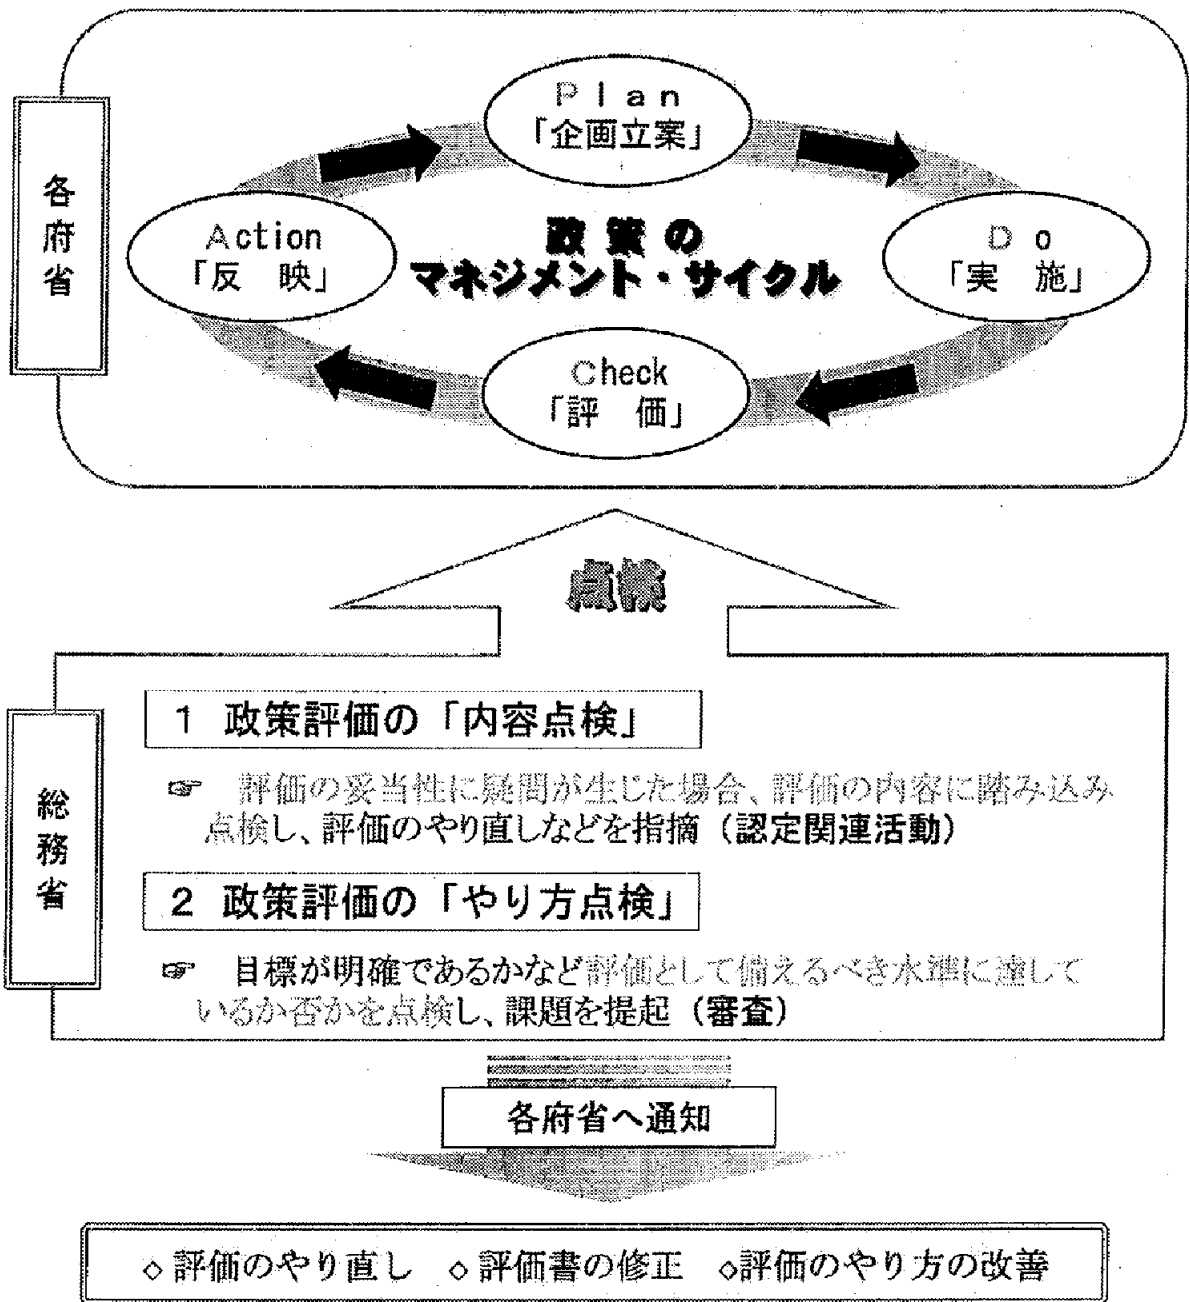 各府省
Plan
「企画立案」
Action
「反 映」
政策の
マネジメント・サイクル
Do
「実 施」
Check
「評 価」
点検
総務省
1 政策評価の「内容点検」
☞ 評価の妥当性に疑問が生じた場合、評価の内容に踏み込み
点検し、評価のやり直しなどを指摘(認定関連活動)
2 政策評価の「やり方点検」
☞ 目標が明確であるかなど評価として備えるべき水準に達して
いるか否かを点検し、課題を提起(審査)
各府省へ通知
◇評価のやり直し ◇評価書の修正 ◇評価のやり方の改善